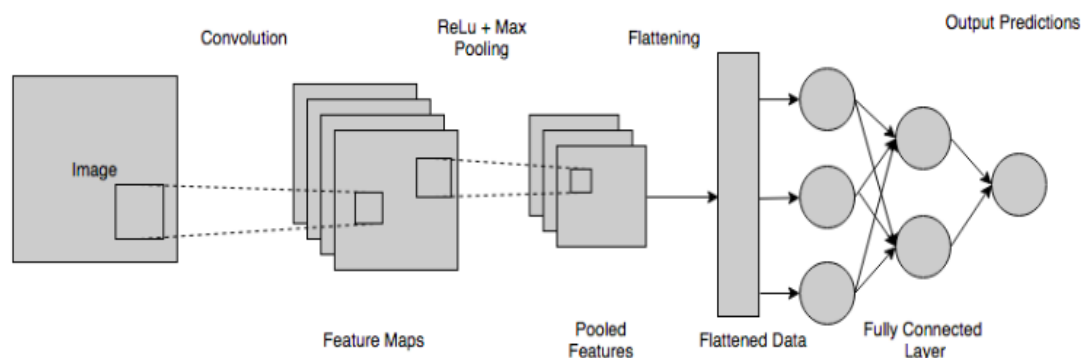 Convolution
ReLu + Max
Pooling
Flattening
Output Predictions
Image
Feature Maps
Pooled
Features
Flattened Data
Fully Connected
Layer